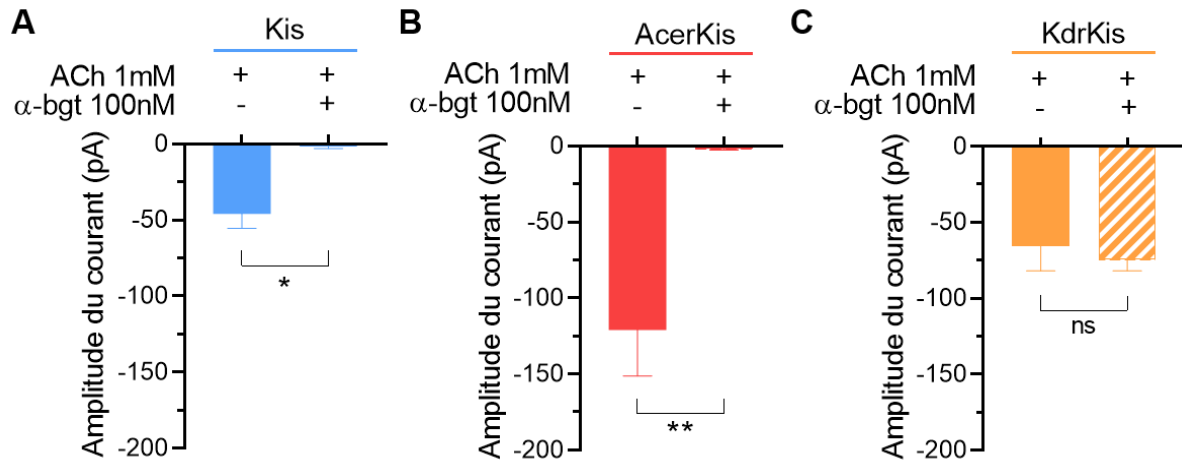 A
Kis
ACh 1mM + +
α-bgt 100nM - +
Amplitude du courant (pA)
0
-50
-100
-150
-200
*
B
AcerKis
ACh 1mM + +
α-bgt 100nM - +
Amplitude du courant (pA)
0
-50
-100
-150
-200
**
C
KdrKis
ACh 1mM + +
α-bgt 100nM - +
Amplitude du courant (pA)
0
-50
-100
-150
-200
ns